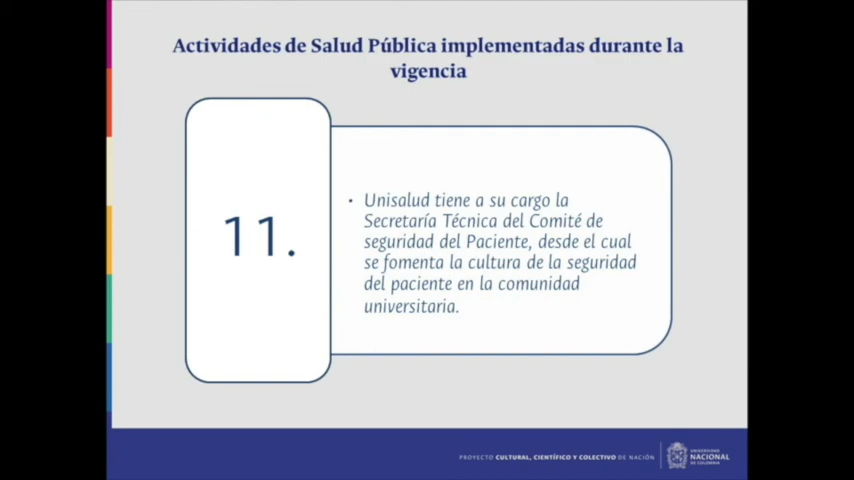 Actividades de Salud Pública implementadas durante la
vigencia
11.
• Unisalud tiene a su cargo la
Secretaría Técnica del Comité de
seguridad del Paciente, desde el cual
se fomenta la cultura de la seguridad
del paciente en la comunidad
universitaria.
PROYECTO CULTURAL, CIENTÍFICO Y COLECTIVO DE NACIÓN
UNIVERSIDAD
NACIONAL
DE COLOMBIA